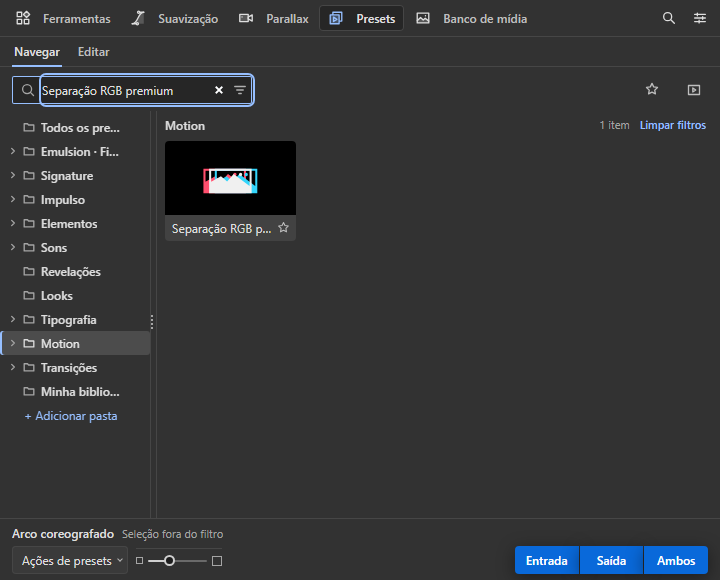 Ferramentas Suavização Parallax Presets Banco de mídia
Navegar Editar
Separação RGB premium
Motion 1 item Limpar filtros
Todos os pre...
Emulsion · Fi...
Signature
Impulso
Elementos
Sons
Revelações
Looks
Tipografia
Motion
Transições
Minha biblio...
+ Adicionar pasta
Separação RGB p...
Arco coreografado Seleção fora do filtro
Ações de presets
Entrada Saída Ambos